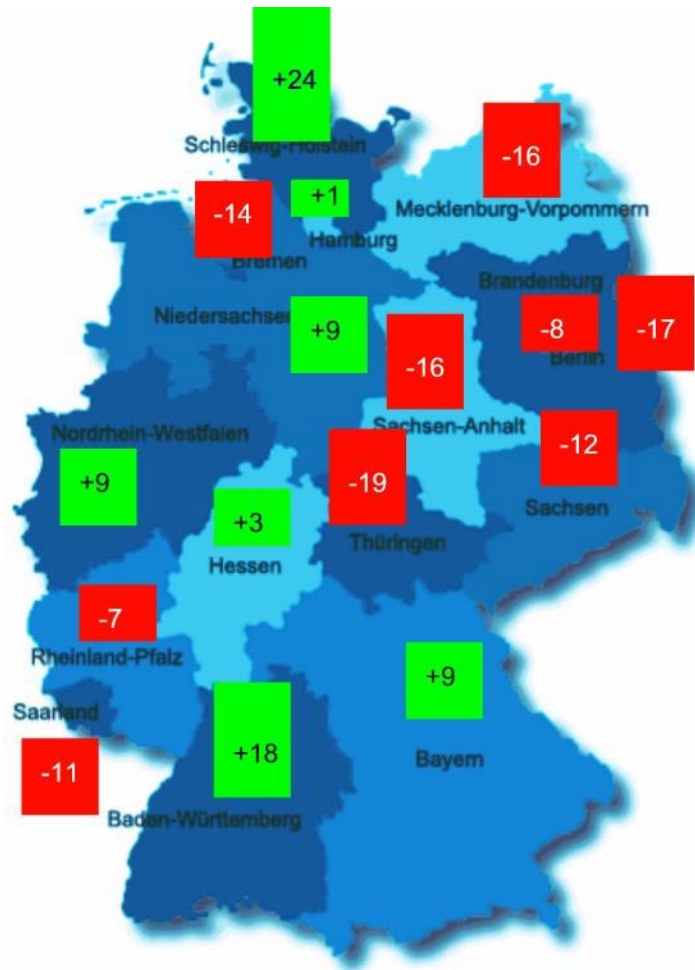 +24
Schleswig-Holstein
-16
+1
Mecklenburg-Vorpommern
-14
Hamburg
Bremen
Brandenburg
Niedersachsen
+9
-8
-17
-16
Berlin
Sachsen-Anhalt
Nordrhein-Westfalen
-12
+9
-19
Sachsen
+3
Thüringen
Hessen
-7
Rheinland-Pfalz
+9
Saarland
+18
Bayern
-11
Baden-Württemberg